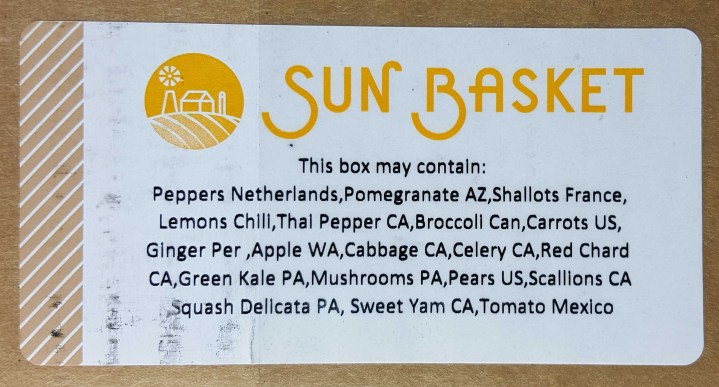 SUN BASKET
This box may contain:
Peppers Netherlands,Pomegranate AZ,Shallots France,
Lemons Chili,Thai Pepper CA,Broccoli Can,Carrots US,
Ginger Per ,Apple WA,Cabbage CA,Celery CA,Red Chard
CA,Green Kale PA,Mushrooms PA,Pears US,Scallions CA
Squash Delicata PA, Sweet Yam CA,Tomato Mexico